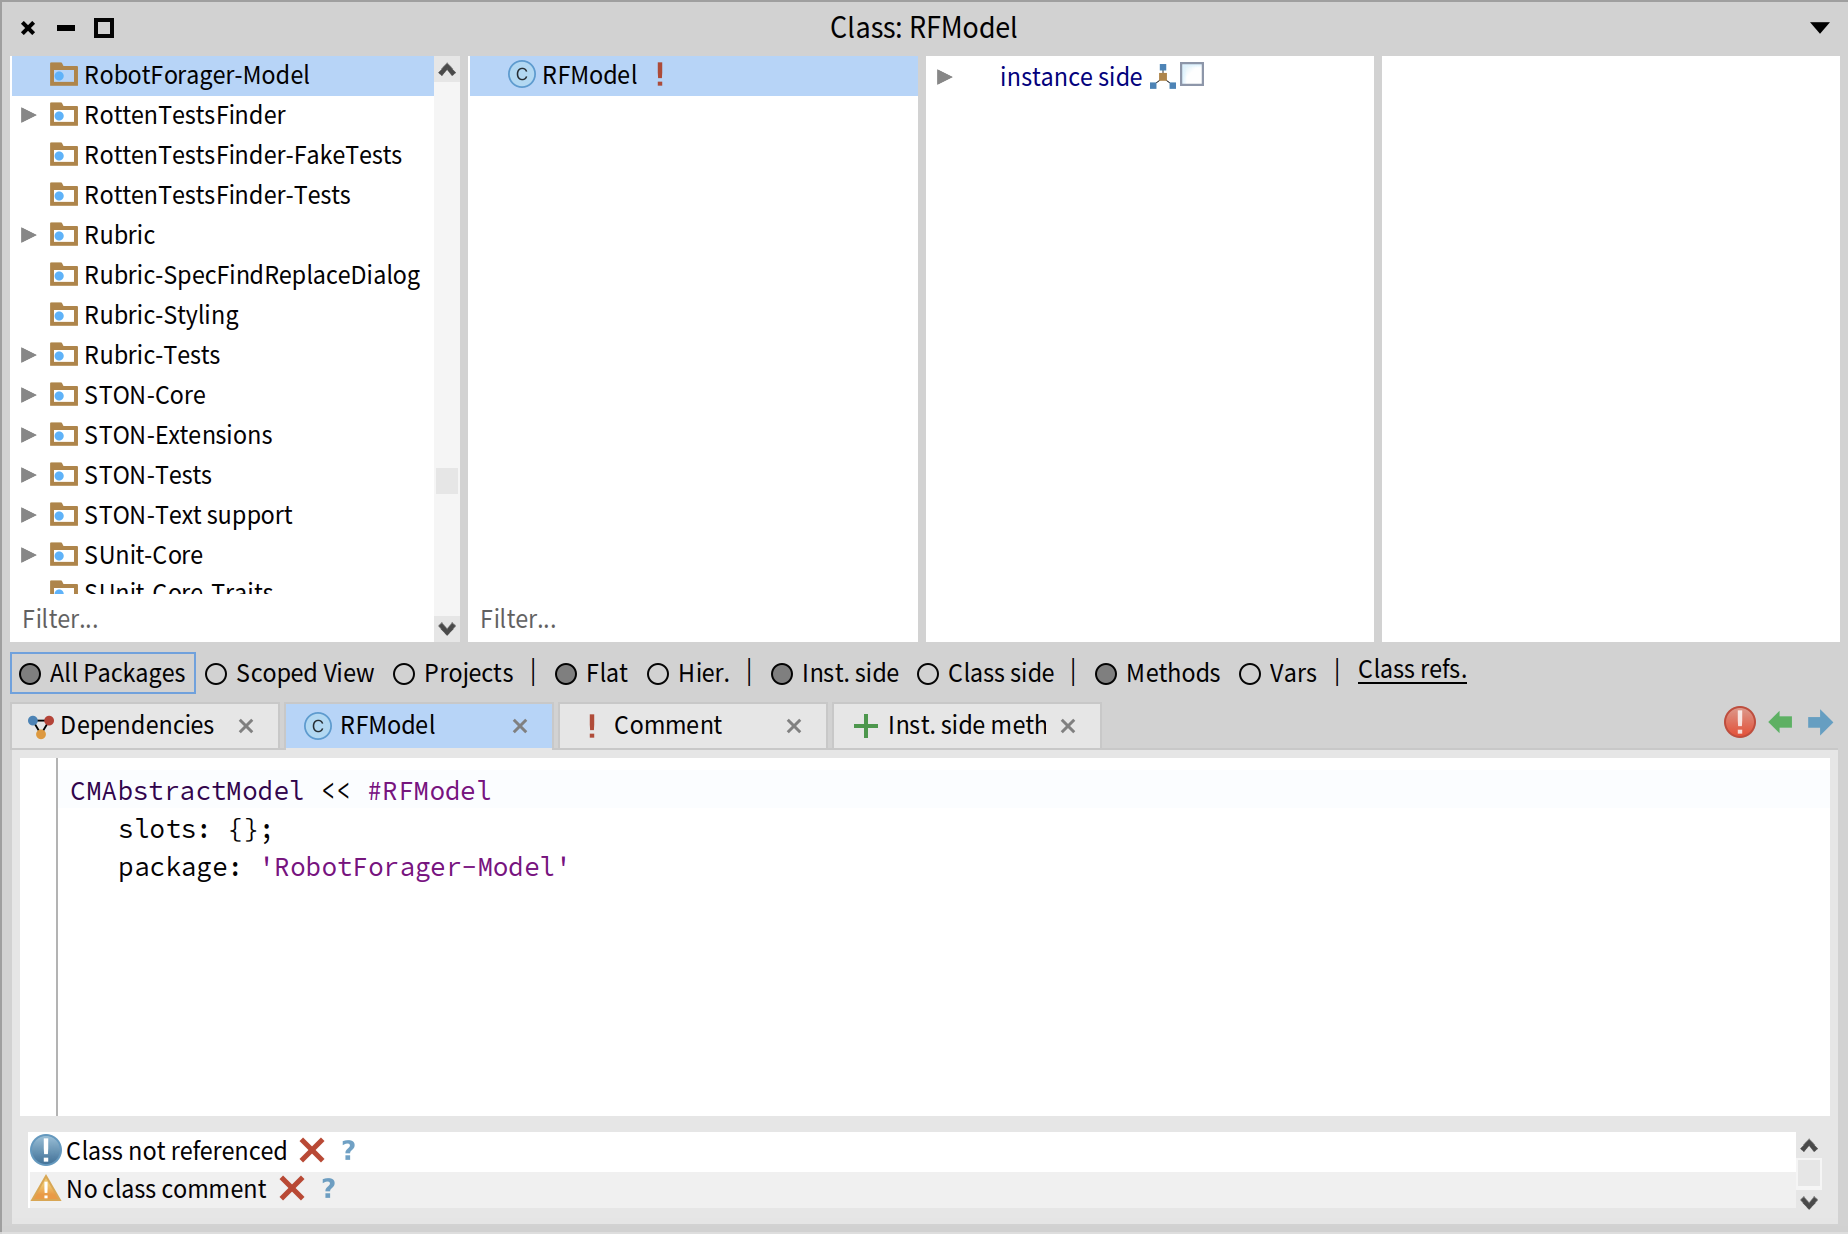 Class: RFModel
RobotForager-Model
RottenTestsFinder
RottenTestsFinder-FakeTests
RottenTestsFinder-Tests
Rubric
Rubric-SpecFindReplaceDialog
Rubric-Styling
Rubric-Tests
STON-Core
STON-Extensions
STON-Tests
STON-Text support
SUnit-Core
SUnit-Core-Traits
Filter...
C RFModel !
Filter...
instance side
All Packages Scoped View Projects | Flat Hier. | Inst. side Class side | Methods Vars | Class refs.
Dependencies C RFModel ! Comment Inst. side meth
CMAbstractModel << #RFModel
slots: {};
package: 'RobotForager-Model'
Class not referenced ?
No class comment ?